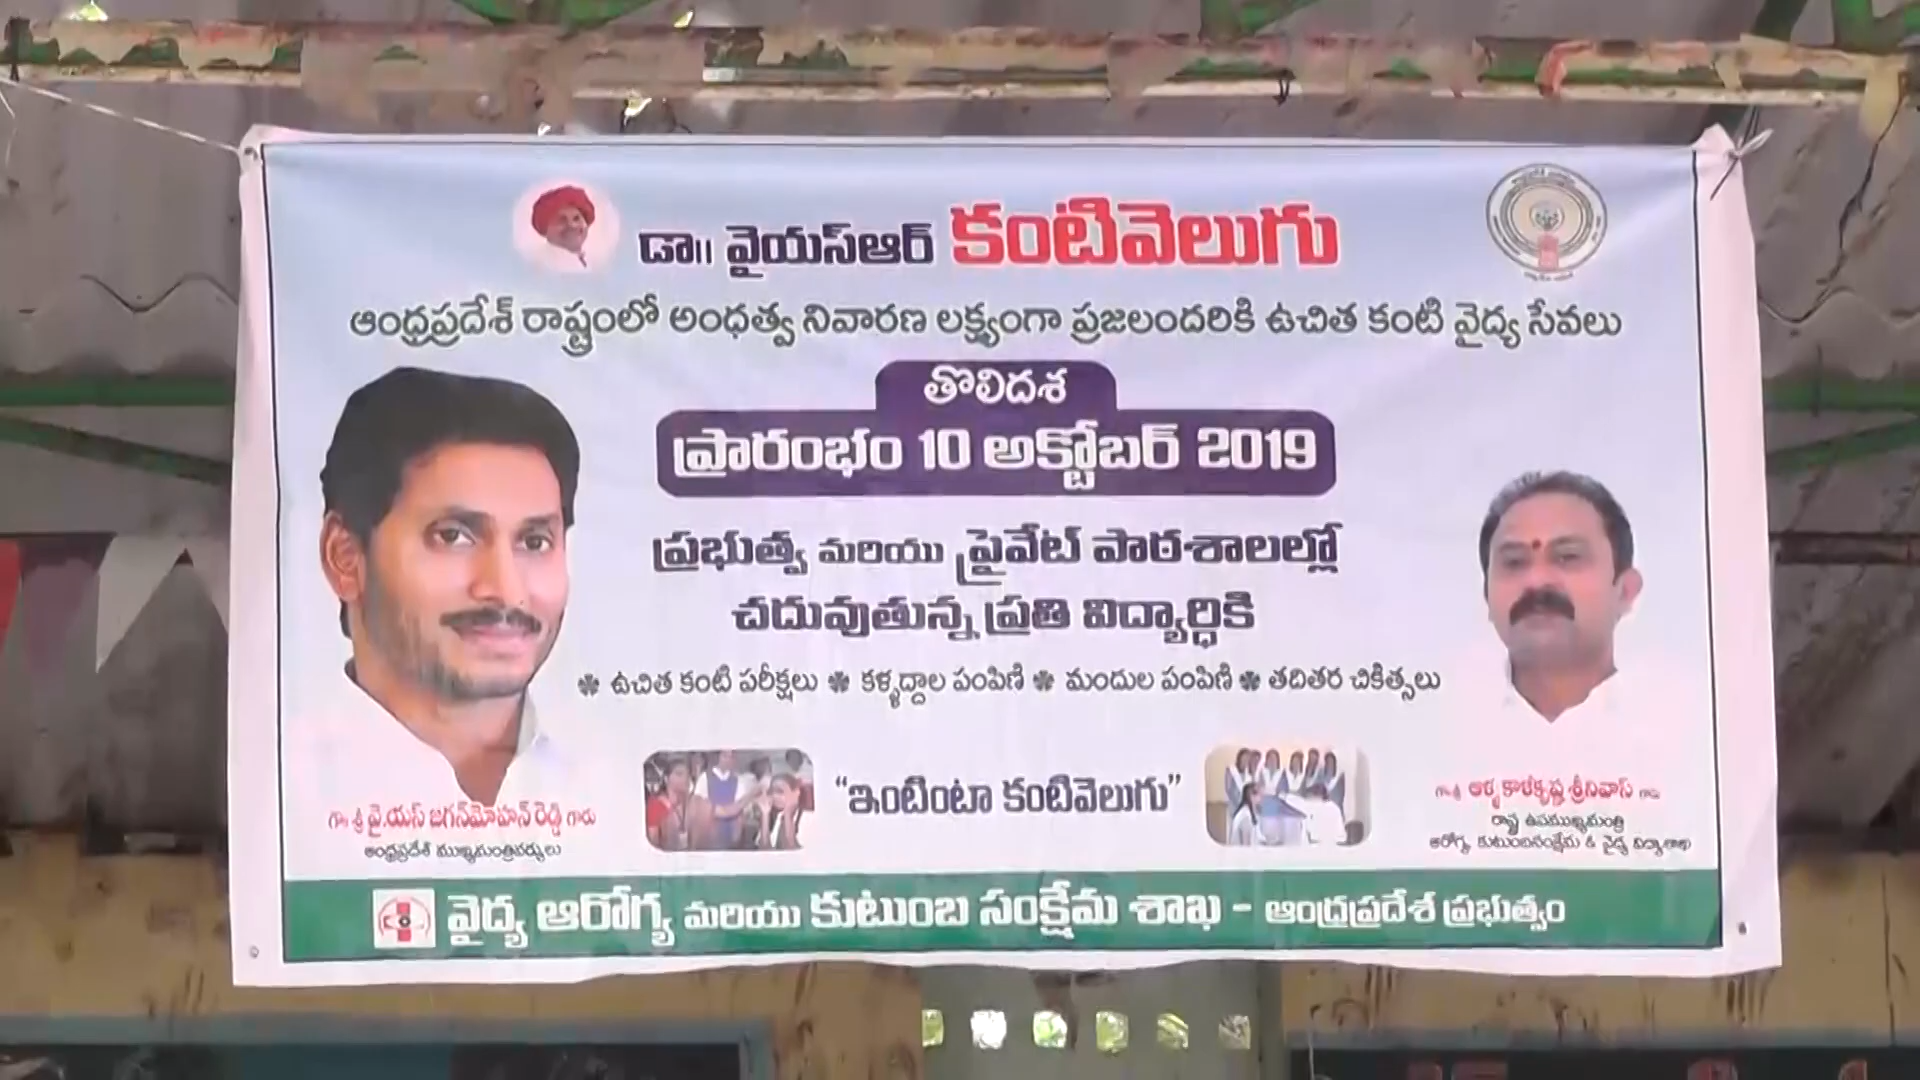 డా॥ వైయస్ఆర్ కంటివెలుగు
ఆంధ్రప్రదేశ్ రాష్ట్రంలో అంధత్వ నివారణ లక్ష్యంగా ప్రజలందరికి ఉచిత కంటి వైద్య సేవలు
తొలిదశ
ప్రారంభం 10 అక్టోబర్ 2019
ప్రభుత్వ మరియు ప్రైవేట్ పాఠశాలల్లో
చదువుతున్న ప్రతి విద్యార్థికి
ఉచిత కంటి పరీక్షలు కళ్ళద్దాల పంపిణి మందుల పంపిణి తదితర చికిత్సలు
"ఇంటింటా కంటివెలుగు"
గౌ॥ శ్రీ వై.యస్ జగన్‌మోహన్ రెడ్డి గారు
ఆంధ్రప్రదేశ్ ముఖ్యమంత్రివర్యులు
శ్రీనివాస్
రాష్ట్ర ఉపముఖ్యమంత్రి
ఆరోగ్య, కుటుంబసంక్షేమ & వైద్య విద్యాశాఖ
వైద్య ఆరోగ్య మరియు కుటుంబ సంక్షేమ శాఖ - ఆంధ్రప్రదేశ్ ప్రభుత్వం